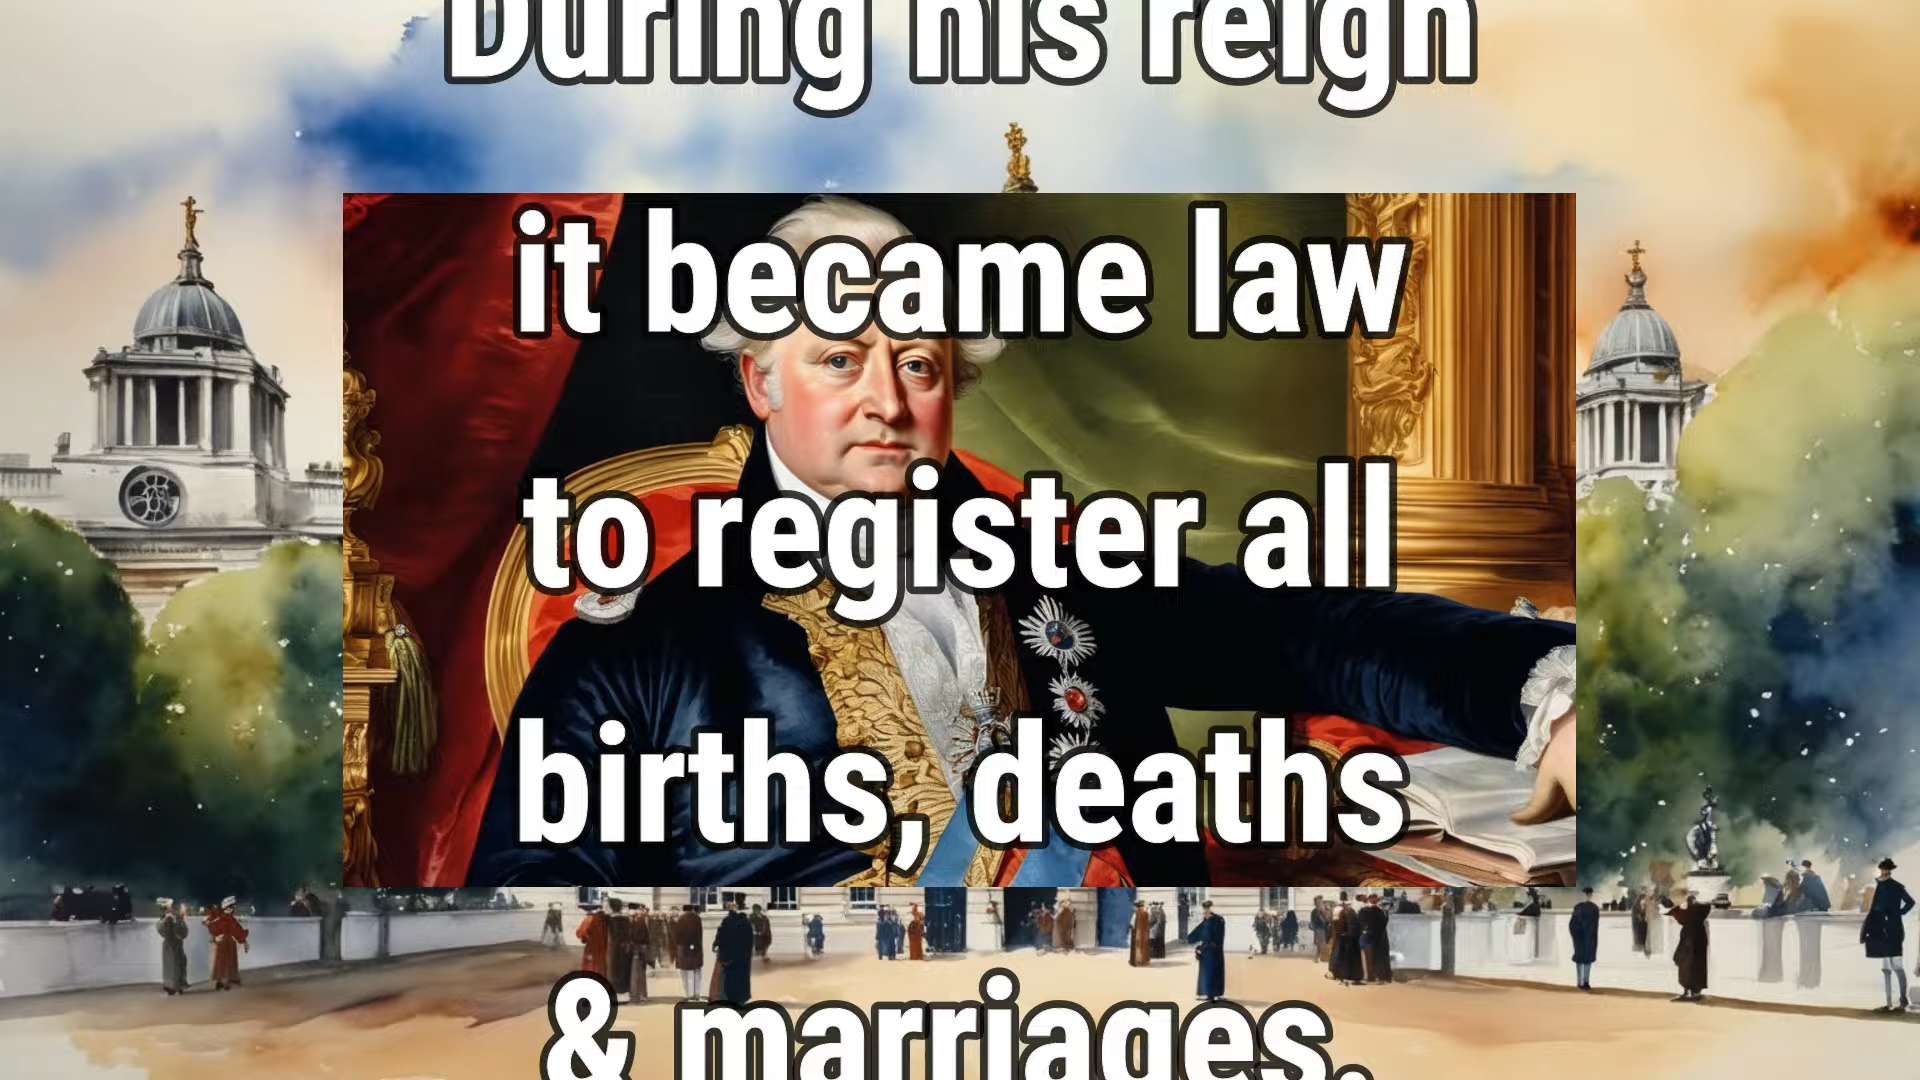 During his reign
it became law
to register all
births, deaths
& marriages.